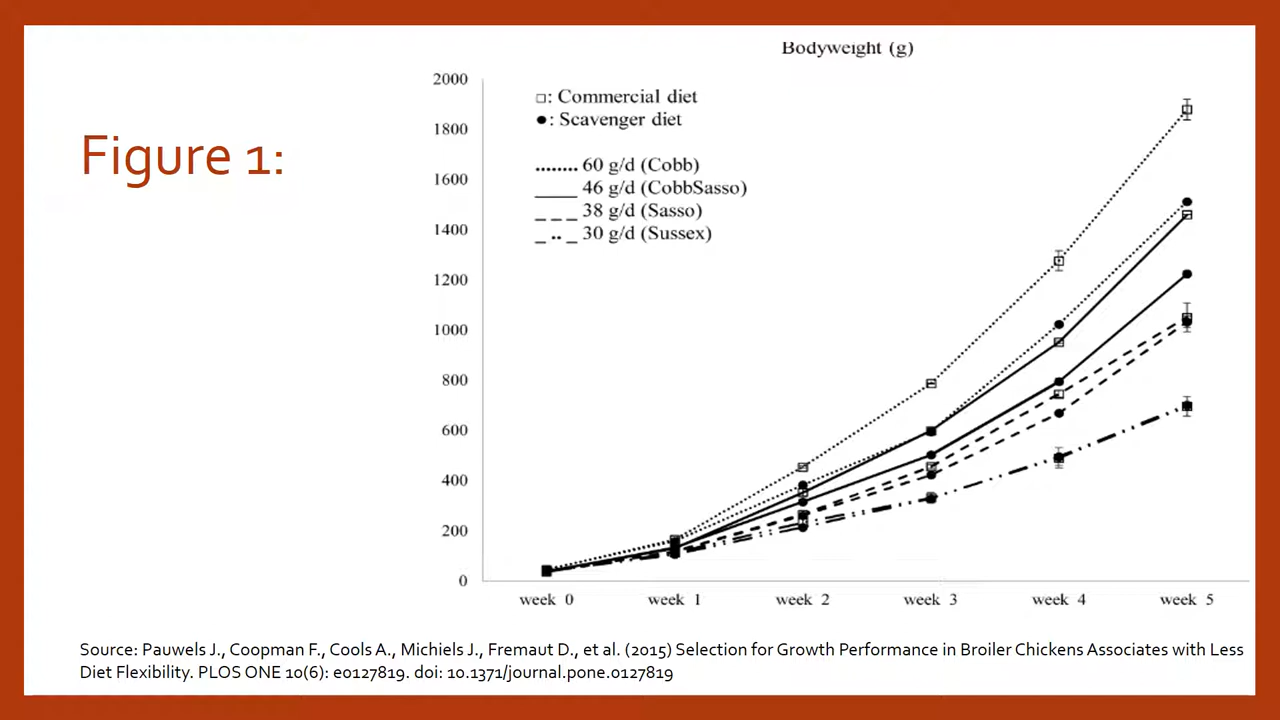 Figure 1:
Bodyweight (g)
2000
1800
1600
1400
1200
1000
800
600
400
200
0
: Commercial diet
: Scavenger diet
60 g/d (Cobb)
46 g/d (CobbSasso)
38 g/d (Sasso)
30 g/d (Sussex)
week 0 week 1 week 2 week 3 week 4 week 5
Source: Pauwels J., Coopman F., Cools A., Michiels J., Fremaut D., et al. (2015) Selection for Growth Performance in Broiler Chickens Associates with Less
Diet Flexibility. PLOS ONE 10(6): e0127819. doi: 10.1371/journal.pone.0127819